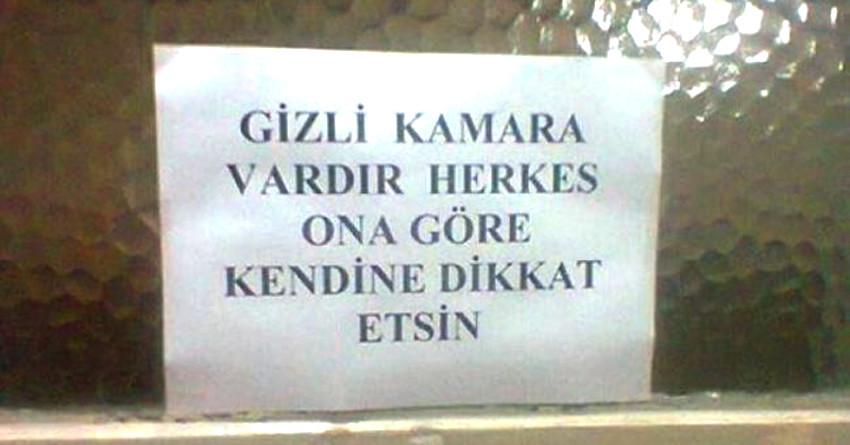 GİZLİ KAMARA
VARDIR HERKES
ONA GÖRE
KENDİNE DİKKAT
ETSİN